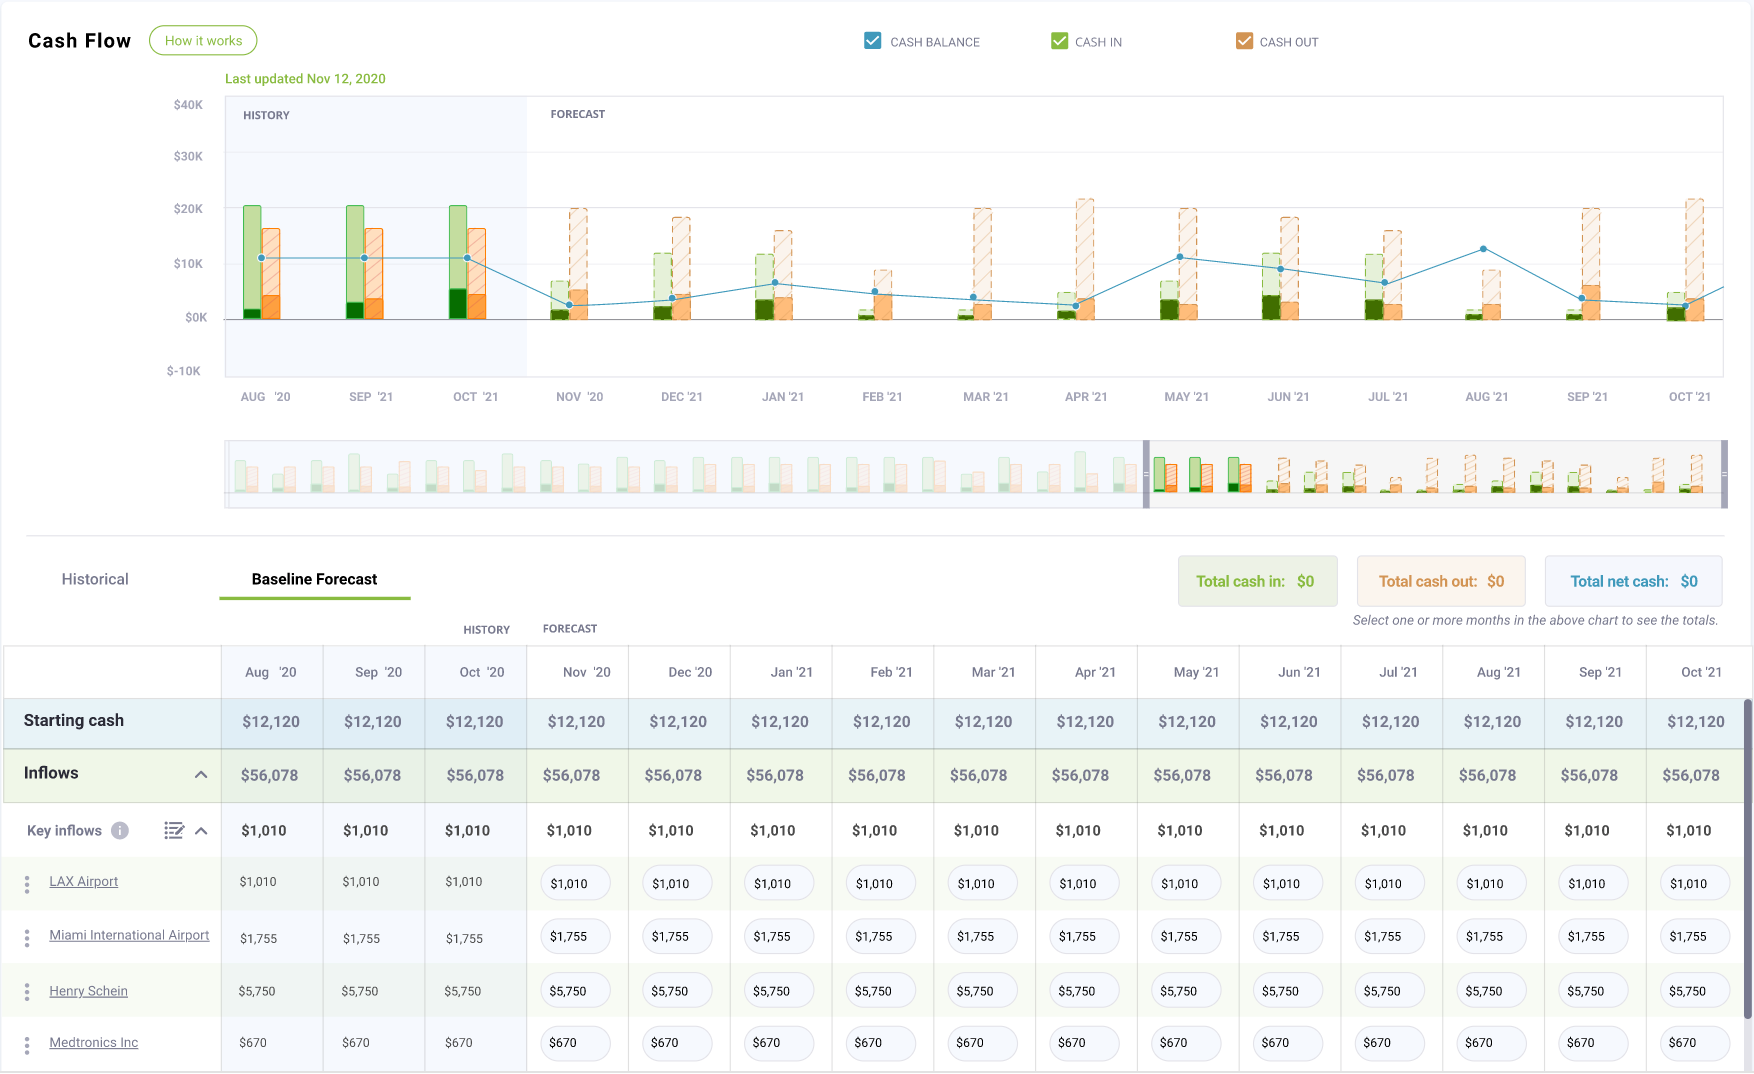 Cash Flow How it works CASH BALANCE CASH IN CASH OUT
Last updated Nov 12, 2020
$40K
HISTORY FORECAST
$30K
$20K
$10K
$0K
$-10K
AUG '20 SEP '21 OCT '21 NOV '20 DEC '21 JAN '21 FEB '21 MAR '21 APR '21 MAY '21 JUN '21 JUL '21 AUG '21 SEP '21 OCT '21
Historical Baseline Forecast Total cash in: $0 Total cash out: $0 Total net cash: $0
Select one or more months in the above chart to see the totals.
HISTORY FORECAST
Aug '20 Sep '20 Oct '20 Nov '20 Dec '20 Jan '21 Feb '21 Mar '21 Apr '21 May '21 Jun '21 Jul '21 Aug '21 Sep '21 Oct '21
Starting cash $12,120 $12,120 $12,120 $12,120 $12,120 $12,120 $12,120 $12,120 $12,120 $12,120 $12,120 $12,120 $12,120 $12,120 $12,120
Inflows $56,078 $56,078 $56,078 $56,078 $56,078 $56,078 $56,078 $56,078 $56,078 $56,078 $56,078 $56,078 $56,078 $56,078 $56,078
Key inflows i $1,010 $1,010 $1,010 $1,010 $1,010 $1,010 $1,010 $1,010 $1,010 $1,010 $1,010 $1,010 $1,010 $1,010 $1,010
LAX Airport $1,010 $1,010 $1,010 $1,010 $1,010 $1,010 $1,010 $1,010 $1,010 $1,010 $1,010 $1,010 $1,010 $1,010 $1,010
Miami International Airport $1,755 $1,755 $1,755 $1,755 $1,755 $1,755 $1,755 $1,755 $1,755 $1,755 $1,755 $1,755 $1,755 $1,755 $1,755
Henry Schein $5,750 $5,750 $5,750 $5,750 $5,750 $5,750 $5,750 $5,750 $5,750 $5,750 $5,750 $5,750 $5,750 $5,750 $5,750
Medtronics Inc $670 $670 $670 $670 $670 $670 $670 $670 $670 $670 $670 $670 $670 $670 $670